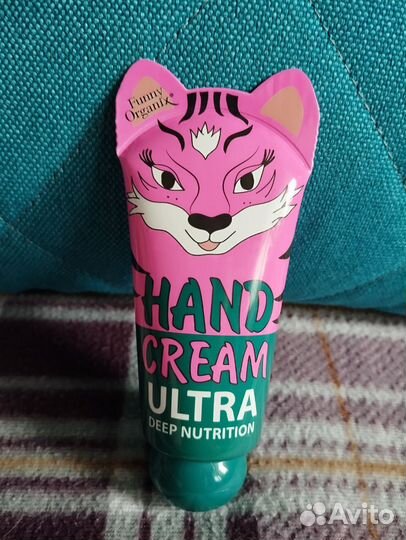 Funny
Organix®
HAND
CREAM
ULTRA
DEEP NUTRITION
Avito